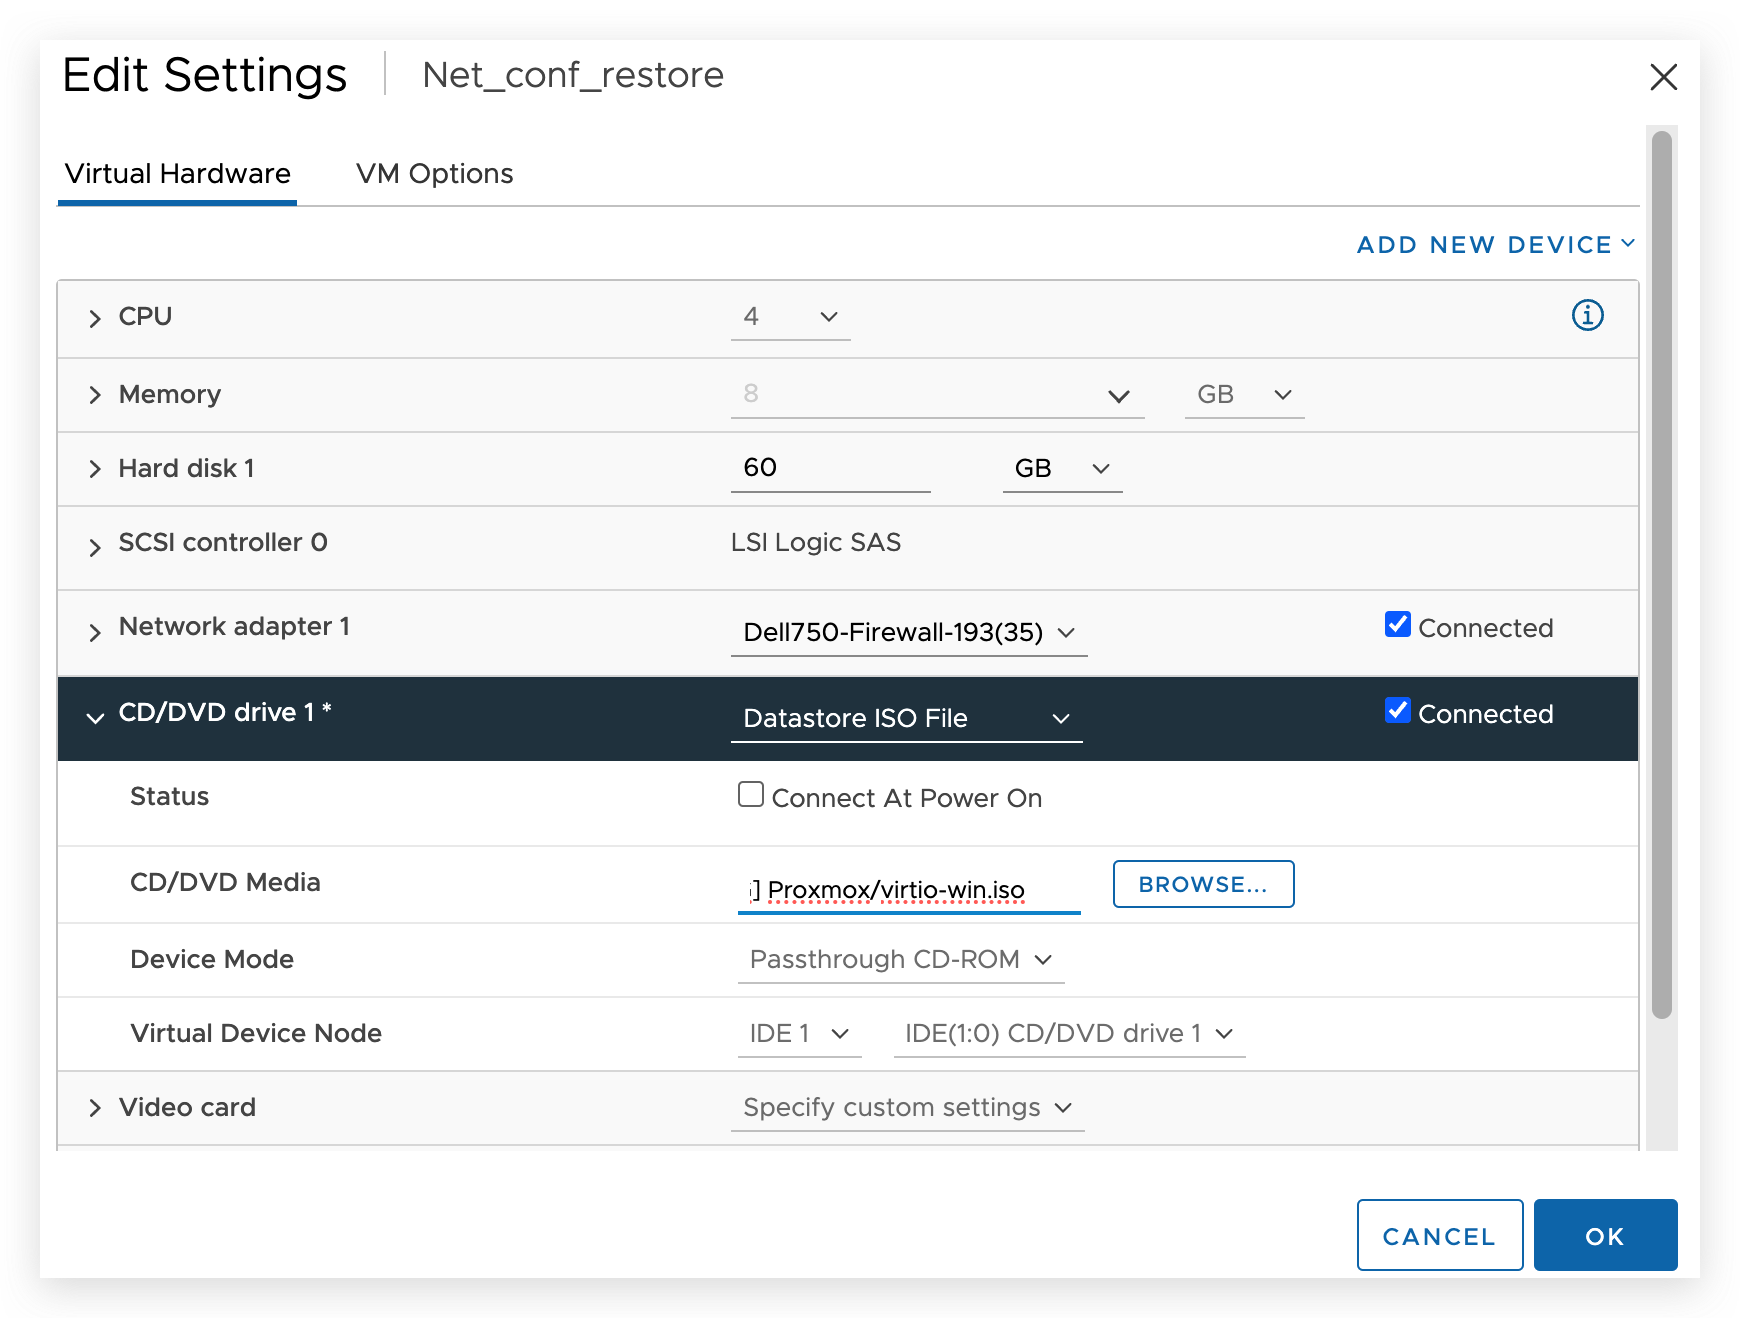 Edit Settings | Net_conf_restore
Virtual Hardware VM Options
ADD NEW DEVICE
CPU 4
Memory 8 GB
Hard disk 1 60 GB
SCSI controller 0 LSI Logic SAS
Network adapter 1 Dell750-Firewall-193(35) Connected
CD/DVD drive 1 * Datastore ISO File Connected
Status Connect At Power On
CD/DVD Media ] Proxmox/virtio-win.iso BROWSE...
Device Mode Passthrough CD-ROM
Virtual Device Node IDE 1 IDE(1:0) CD/DVD drive 1
Video card Specify custom settings
CANCEL OK